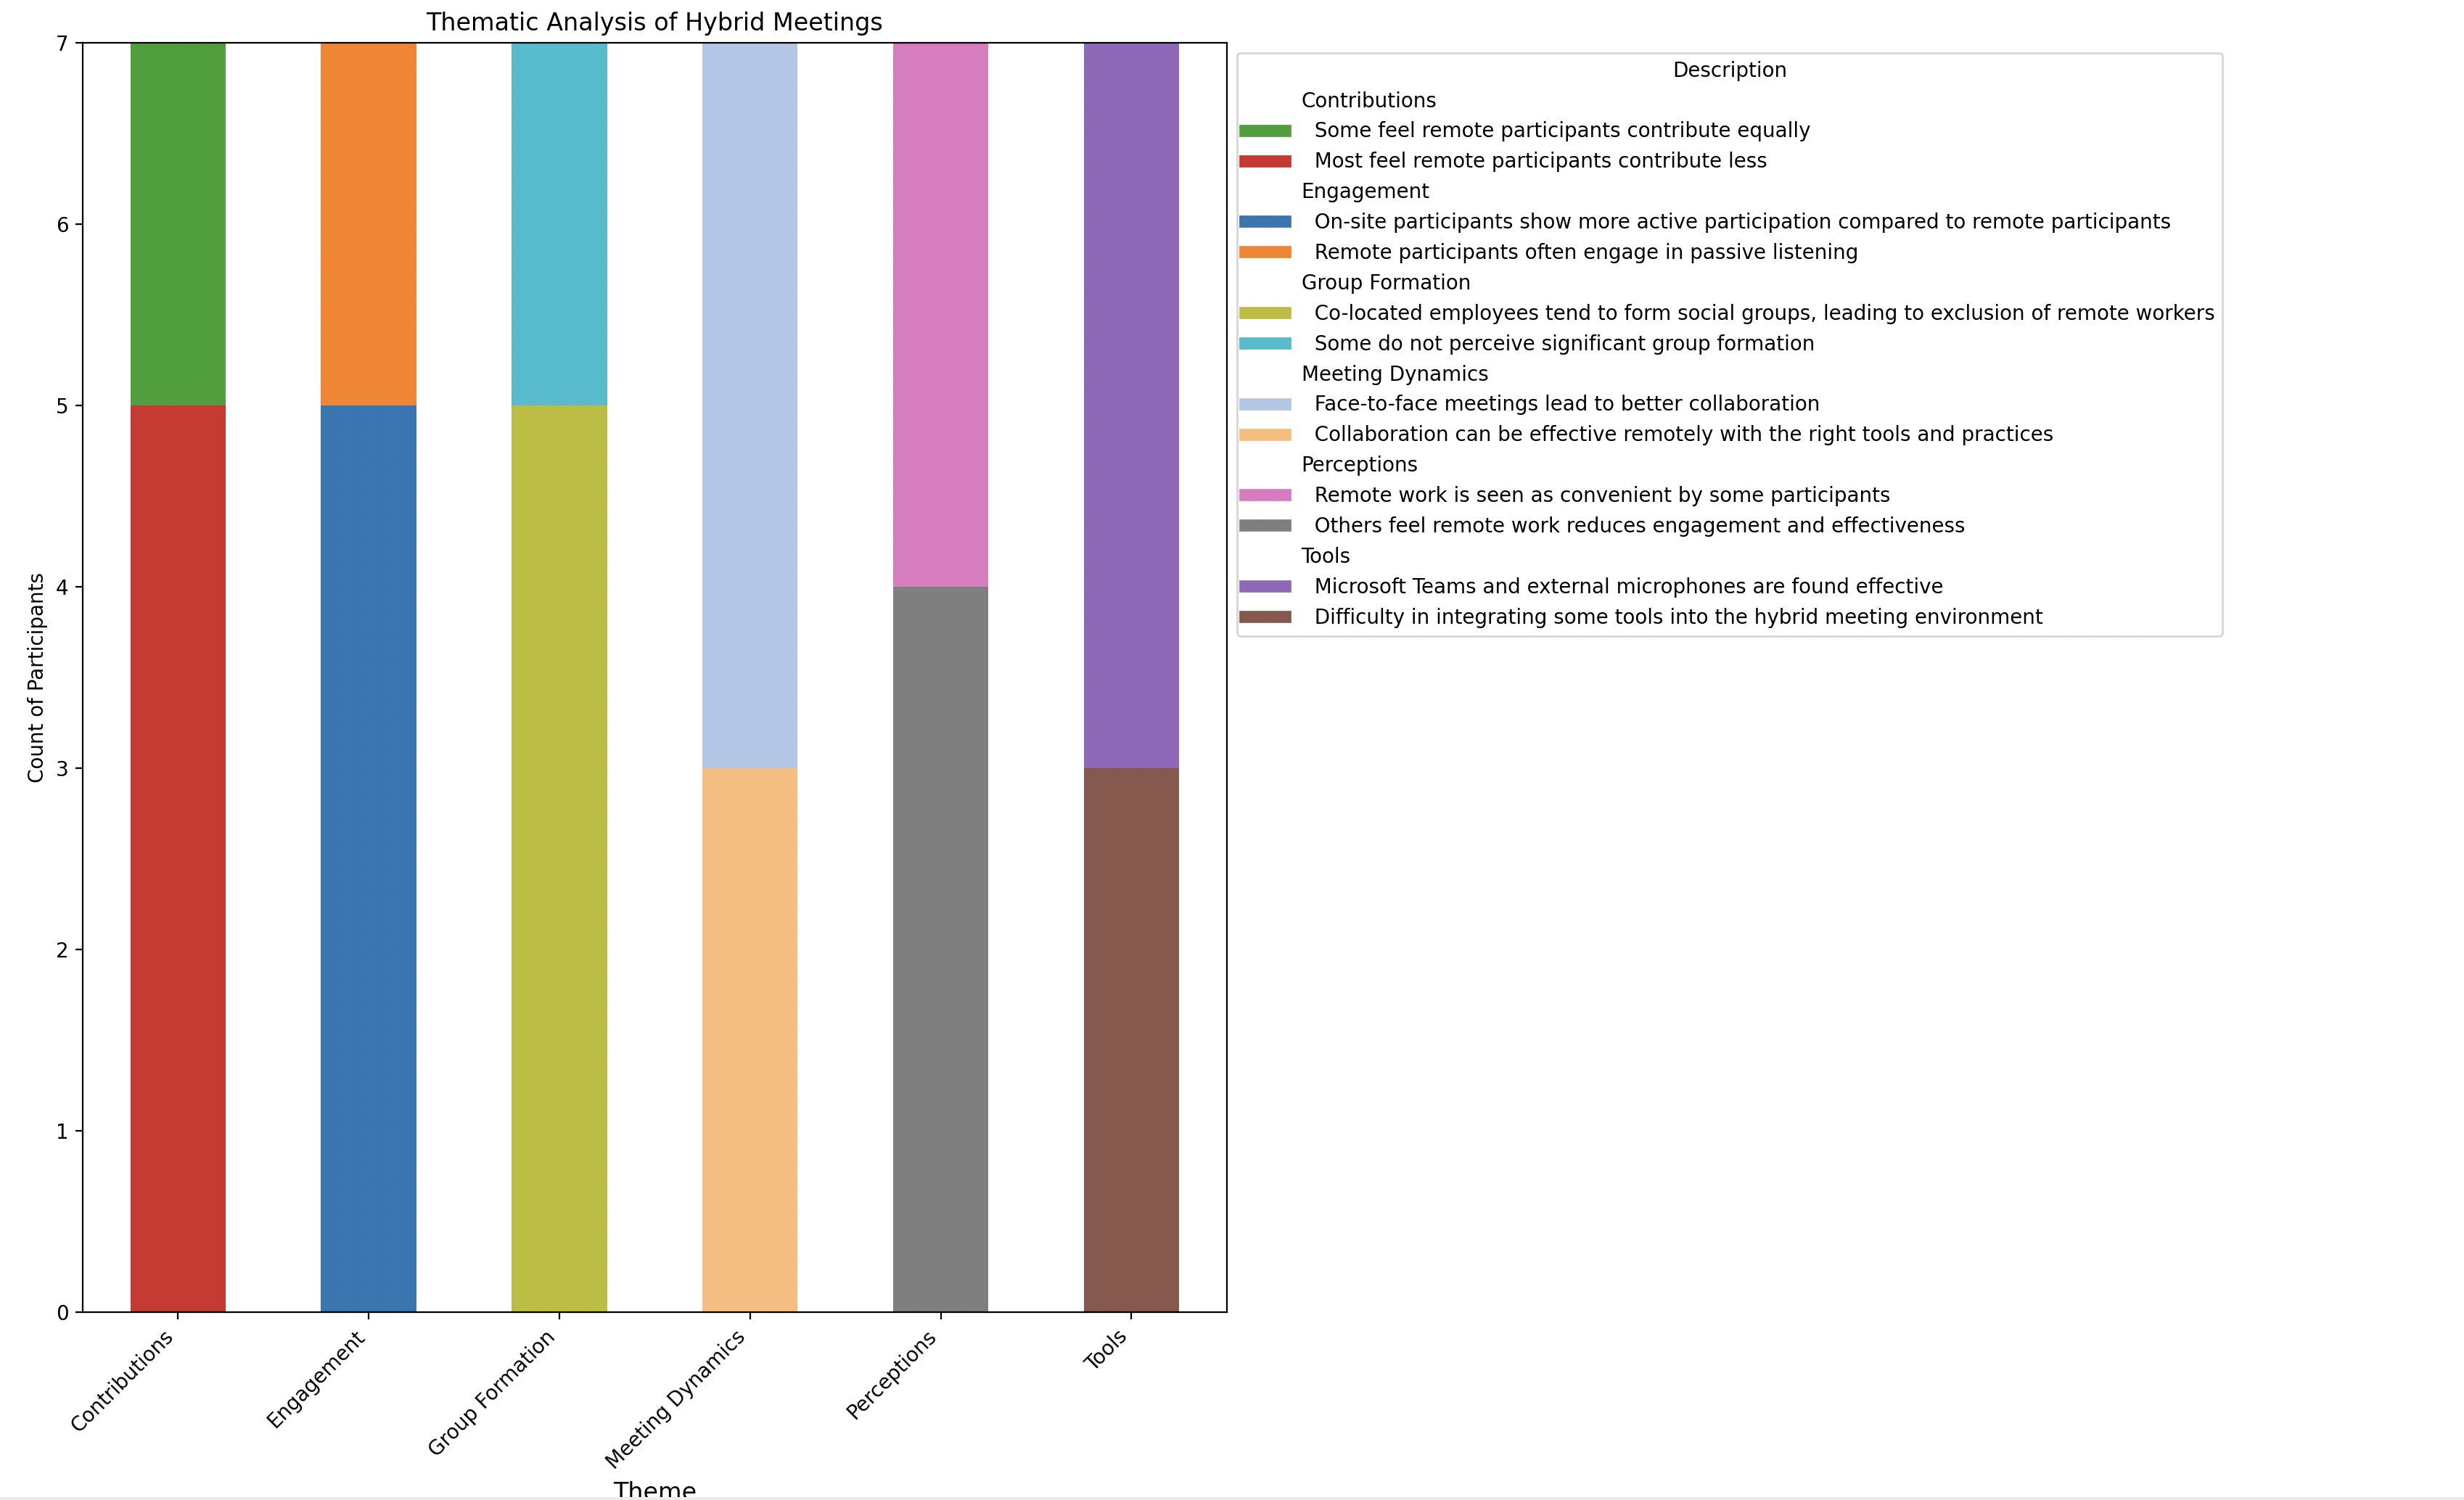 Thematic Analysis of Hybrid Meetings
7
6
5
4
3
2
1
0
Count of Participants
Contributions
Engagement
Group Formation
Meeting Dynamics
Perceptions
Tools
Theme
Description
Contributions
Some feel remote participants contribute equally
Most feel remote participants contribute less
Engagement
On-site participants show more active participation compared to remote participants
Remote participants often engage in passive listening
Group Formation
Co-located employees tend to form social groups, leading to exclusion of remote workers
Some do not perceive significant group formation
Meeting Dynamics
Face-to-face meetings lead to better collaboration
Collaboration can be effective remotely with the right tools and practices
Perceptions
Remote work is seen as convenient by some participants
Others feel remote work reduces engagement and effectiveness
Tools
Microsoft Teams and external microphones are found effective
Difficulty in integrating some tools into the hybrid meeting environment